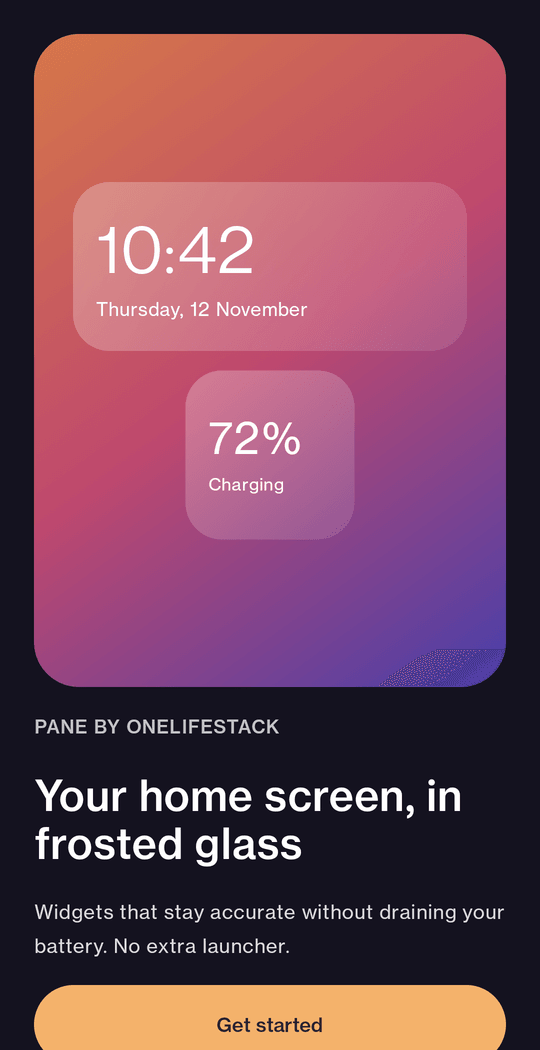 10:42
Thursday, 12 November
72%
Charging
PANE BY ONELIFESTACK
Your home screen, in
frosted glass
Widgets that stay accurate without draining your
battery. No extra launcher.
Get started